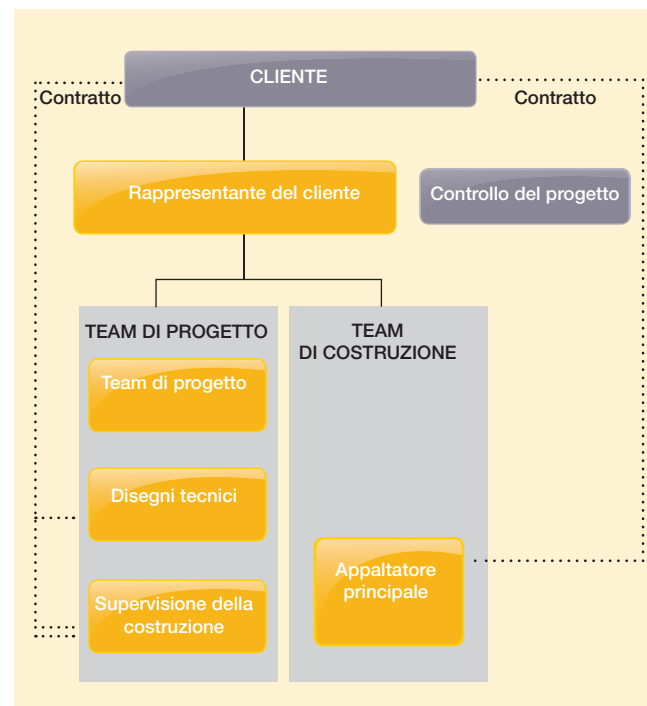 CLIENTE
Contratto
Contratto
Rappresentante del cliente
Controllo del progetto
TEAM DI PROGETTO
TEAM
DI COSTRUZIONE
Team di progetto
Disegni tecnici
Appaltatore
principale
Supervisione della
costruzione